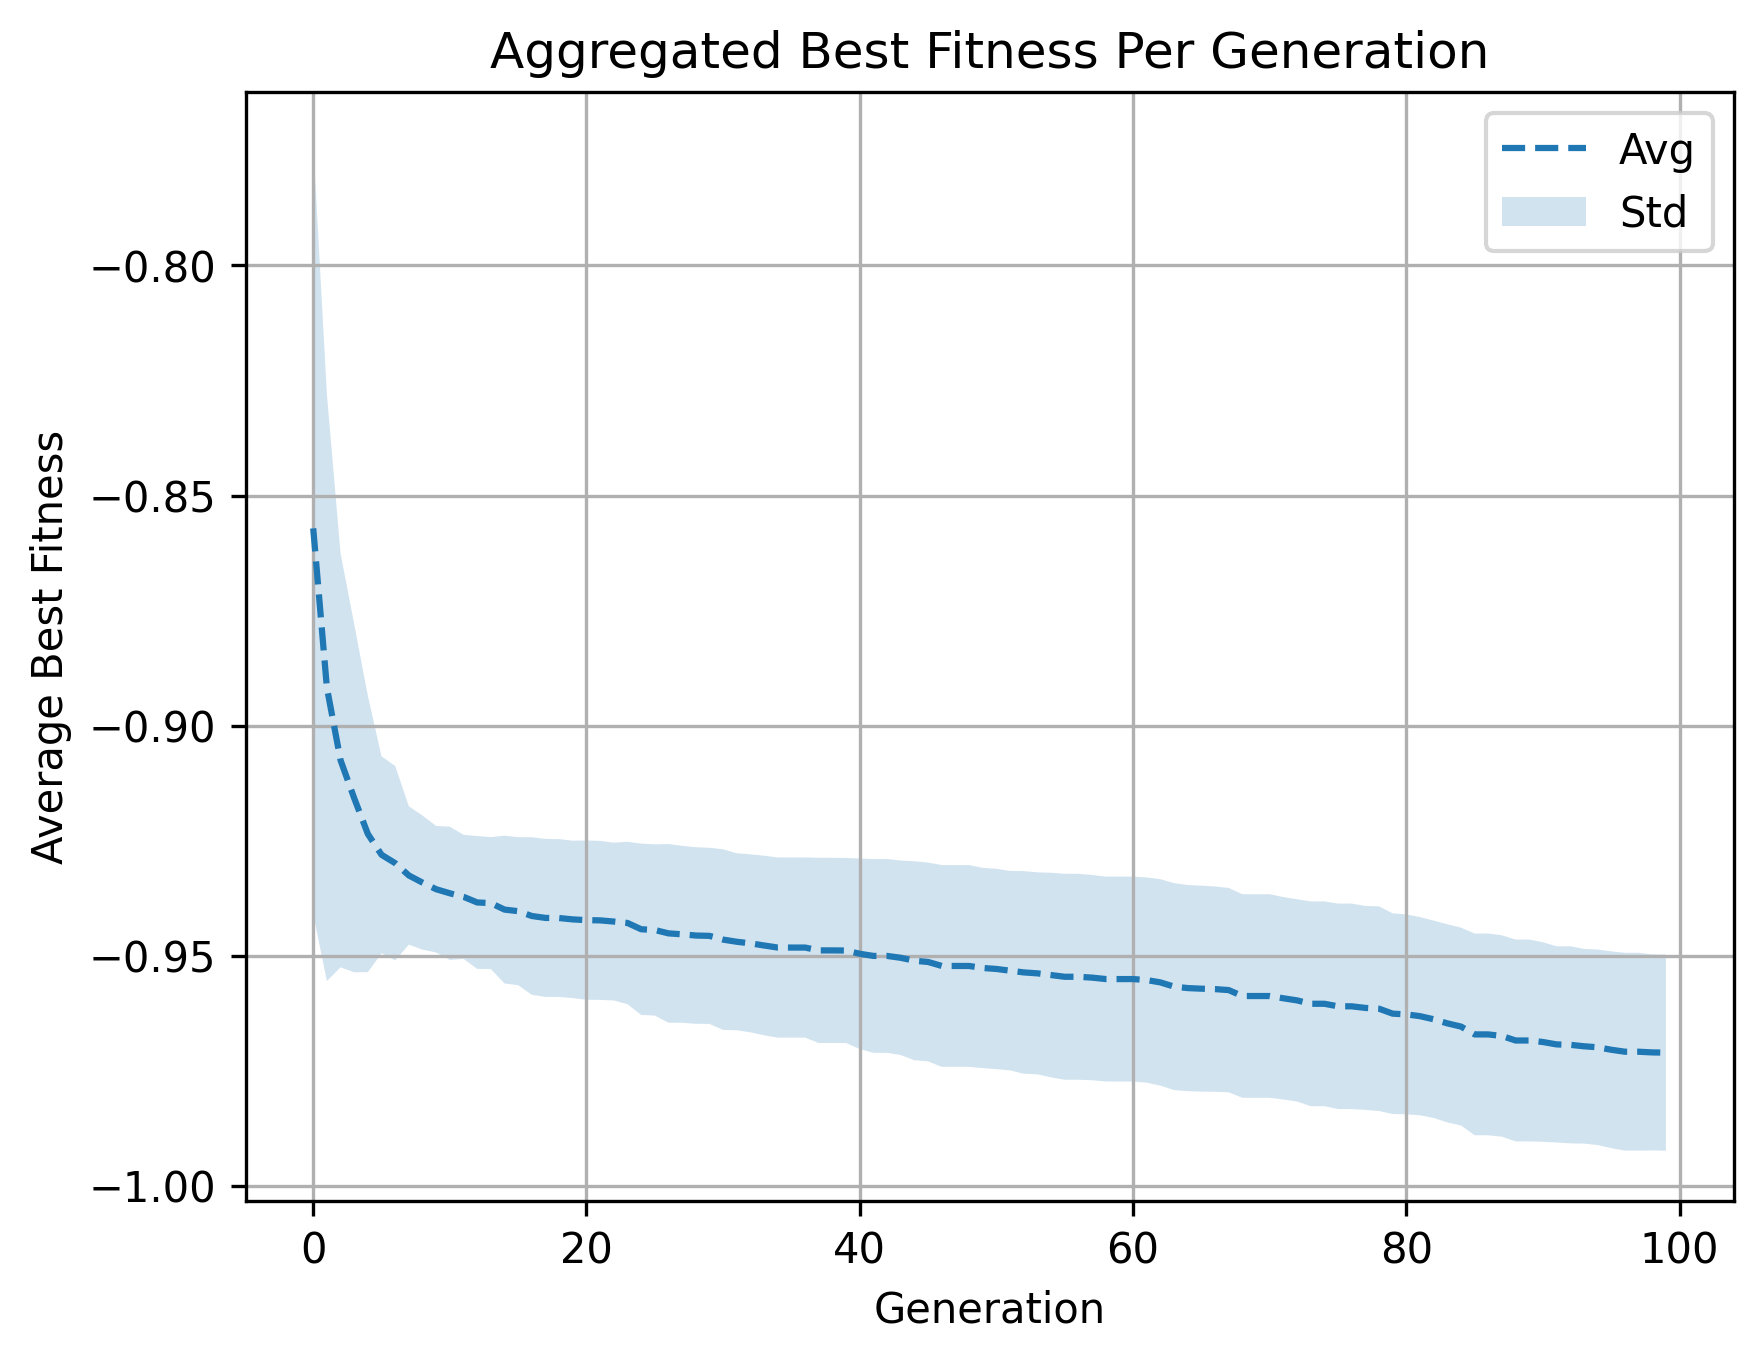 Aggregated Best Fitness Per Generation
Avg
Std
Average Best Fitness
−0.80
−0.85
−0.90
−0.95
−1.00
0 20 40 60 80 100
Generation